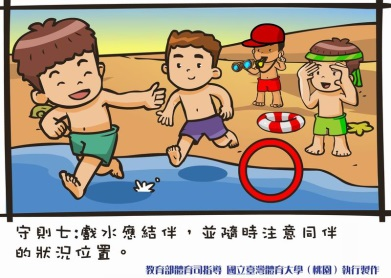 守則七:戲水應結伴，並隨時注意同伴
的狀況位置。
教育部體育司指導 國立臺灣體育大學（桃園）執行製作